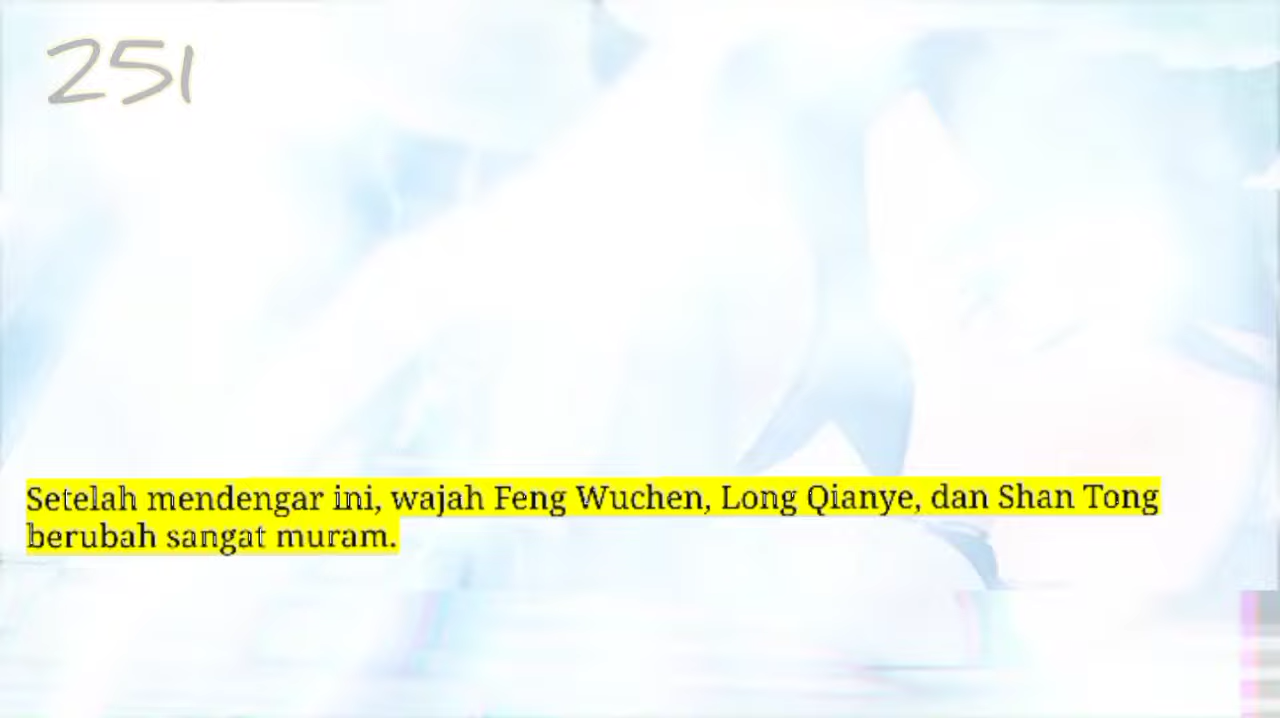 251
Setelah mendengar ini, wajah Feng Wuchen, Long Qianye, dan Shan Tong
berubah sangat muram.